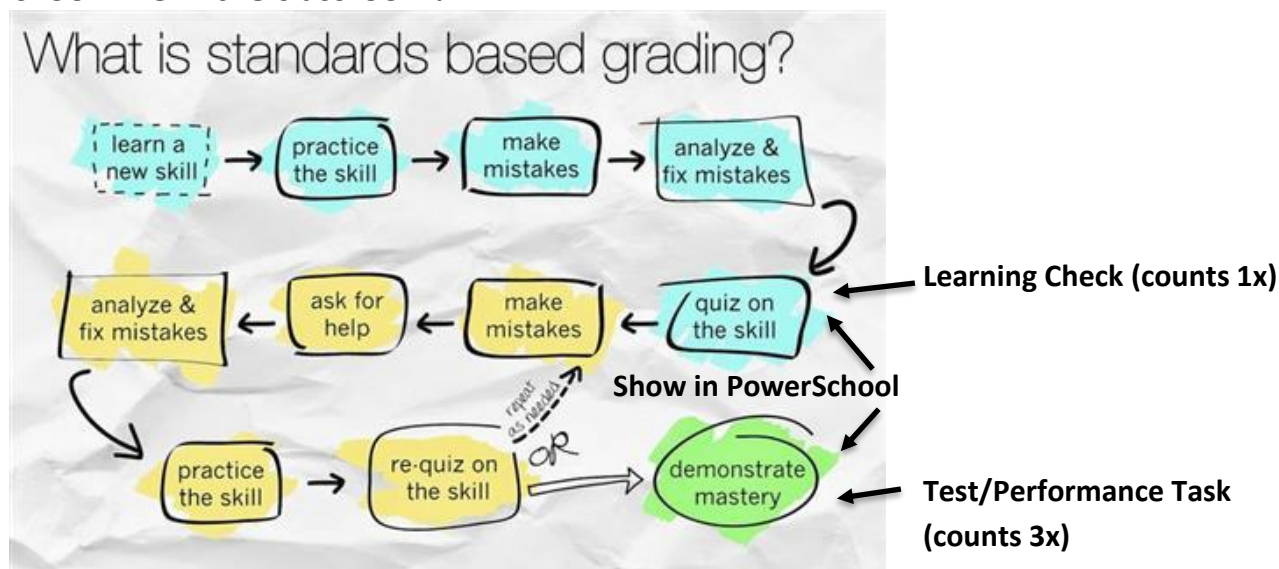 What is standards based grading?
learn a
new skill
practice
the skill
make
mistakes
analyze &
fix mistakes
quiz on
the skill
Learning Check (counts 1x)
make
mistakes
ask for
help
analyze &
fix mistakes
Show in PowerSchool
repeat
as needed
OR
practice
the skill
re-quiz on
the skill
demonstrate
mastery
Test/Performance Task
(counts 3x)